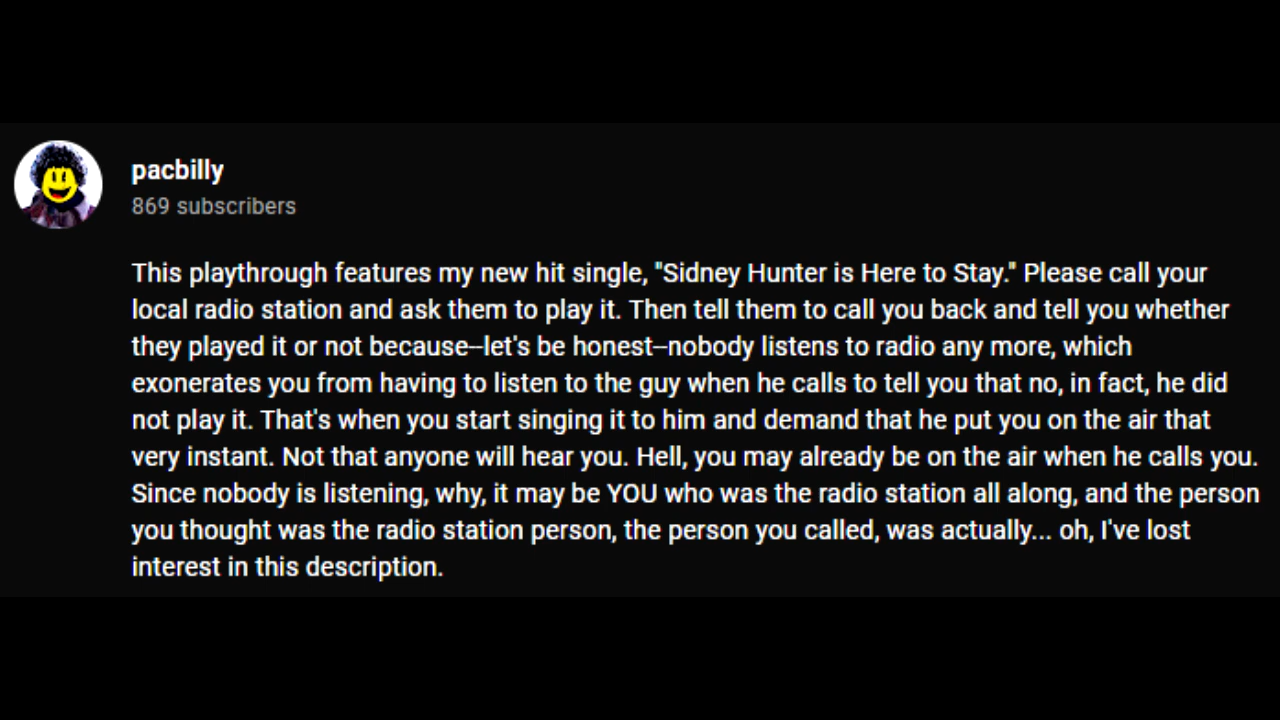 pacbilly
869 subscribers
This playthrough features my new hit single, "Sidney Hunter is Here to Stay." Please call your
local radio station and ask them to play it. Then tell them to call you back and tell you whether
they played it or not because--let's be honest--nobody listens to radio any more, which
exonerates you from having to listen to the guy when he calls to tell you that no, in fact, he did
not play it. That's when you start singing it to him and demand that he put you on the air that
very instant. Not that anyone will hear you. Hell, you may already be on the air when he calls you.
Since nobody is listening, why, it may be YOU who was the radio station all along, and the person
you thought was the radio station person, the person you called, was actually... oh, I've lost
interest in this description.